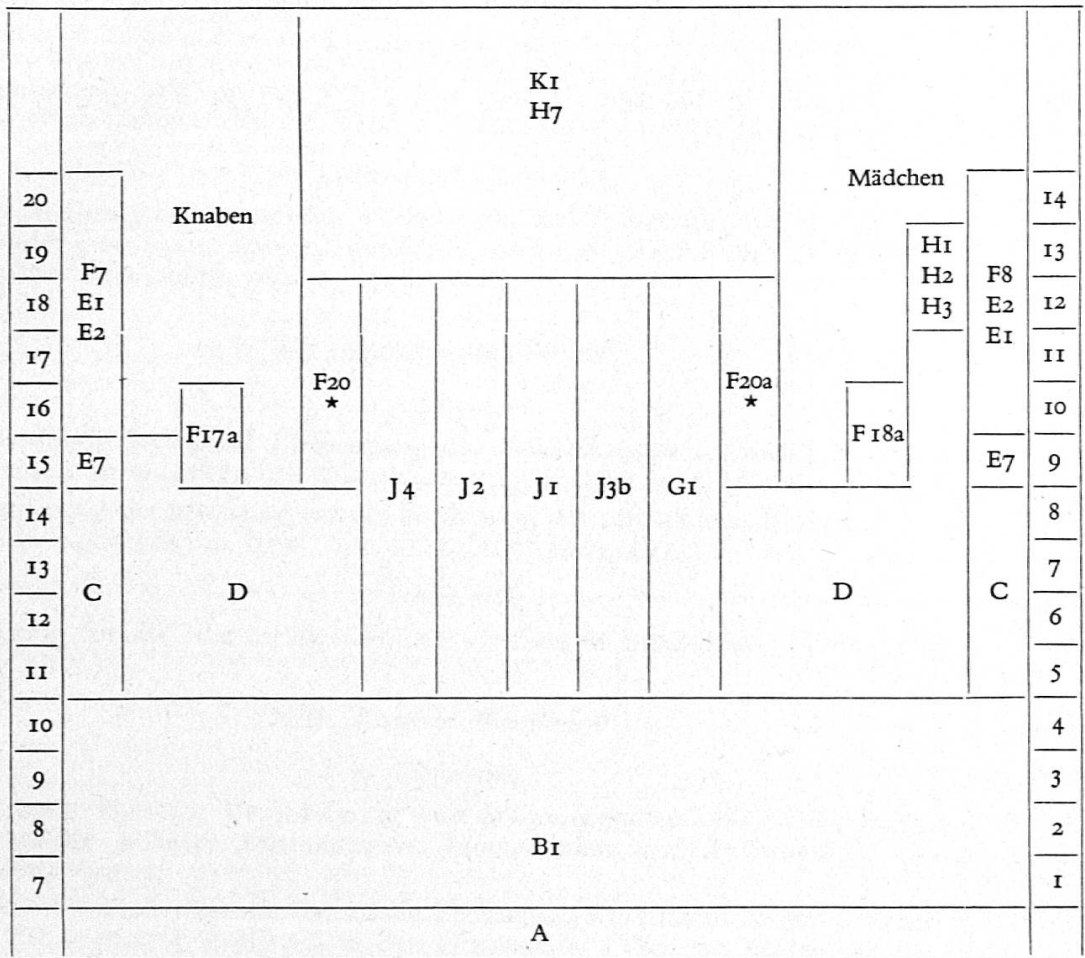 K1
H7
Mädchen
Knaben
20
19
18
17
16
15
14
13
12
11
10
9
8
7
F7
E1
E2
E7
C
F17a
D
F20
★
J4
J2
J1
J3b
G1
F20a
★
F18a
D
H1
H2
H3
F8
E2
E1
E7
C
14
13
12
11
10
9
8
7
6
5
4
3
2
1
B1
A